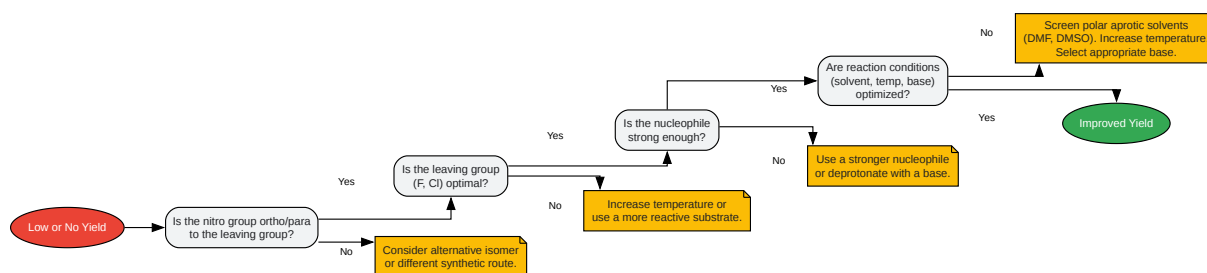 Low or No Yield
Is the nitro group ortho/para
to the leaving group?
Yes
No
Consider alternative isomer
or different synthetic route.
Is the leaving group
(F, Cl) optimal?
Yes
No
Increase temperature or
use a more reactive substrate.
Is the nucleophile
strong enough?
Yes
No
Use a stronger nucleophile
or deprotonate with a base.
Are reaction conditions
(solvent, temp, base)
optimized?
No
Screen polar aprotic solvents
(DMF, DMSO). Increase temperature
Select appropriate base.
Yes
Improved Yield